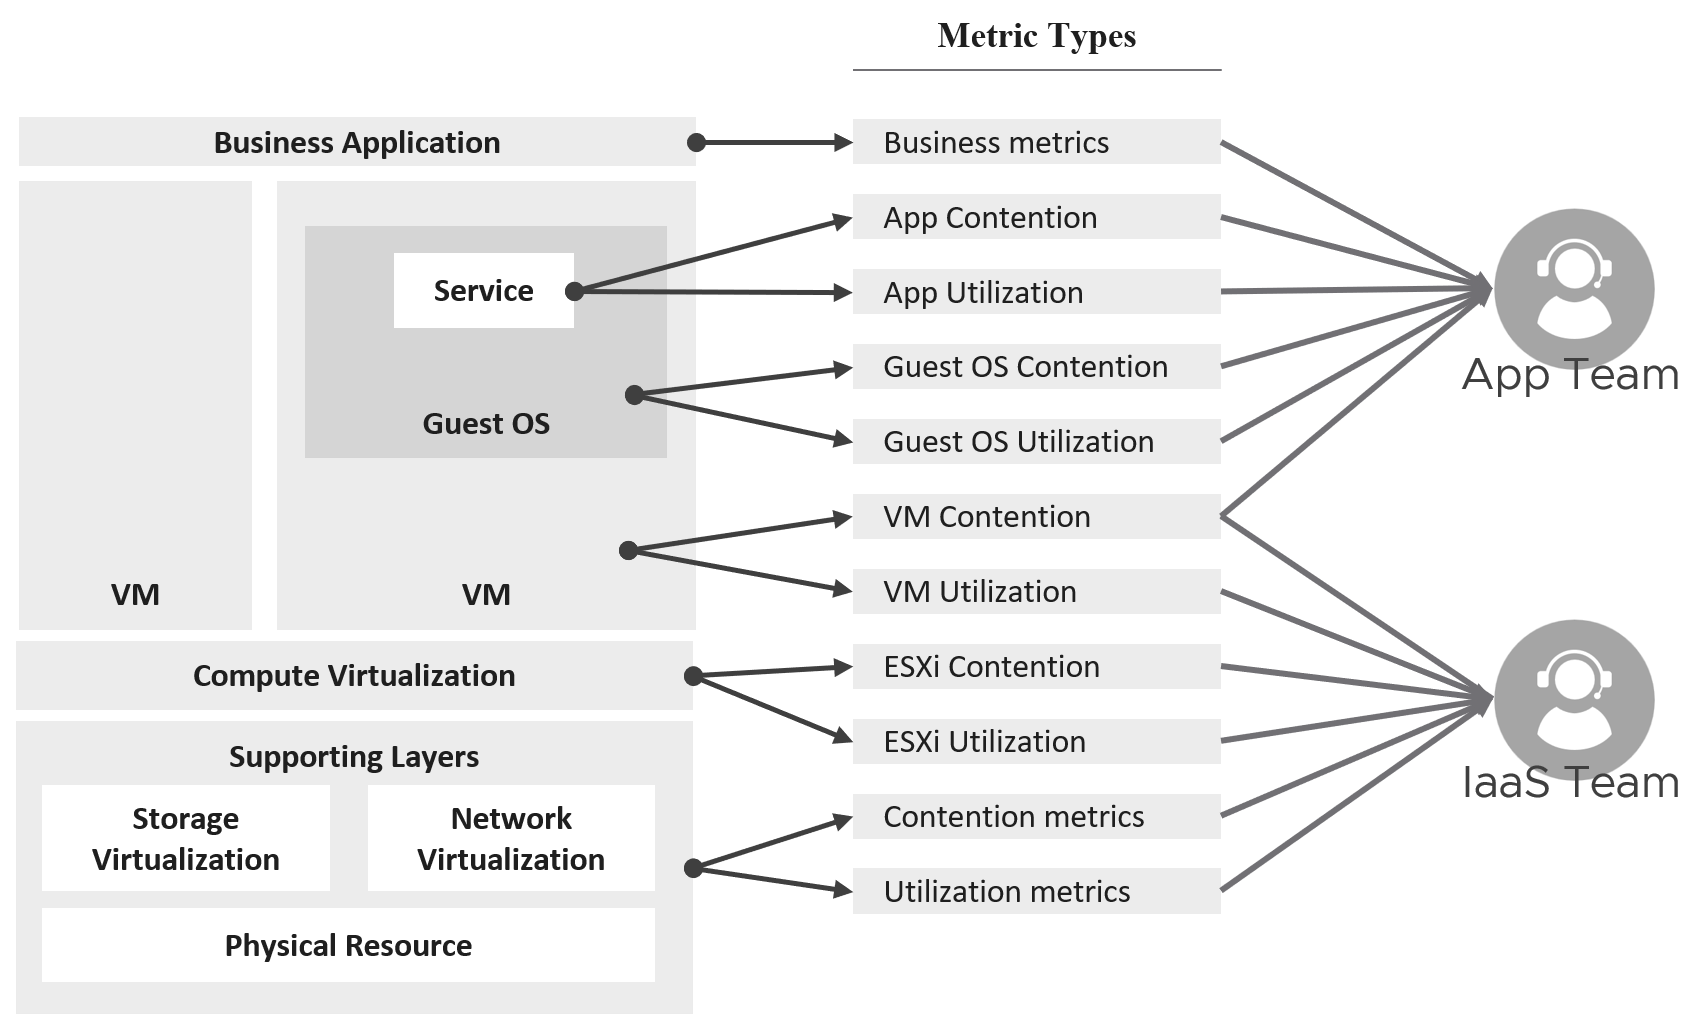 Metric Types
Business Application
Business metrics
App Contention
Service
App Utilization
Guest OS Contention
App Team
Guest OS
Guest OS Utilization
VM Contention
VM
VM
VM Utilization
Compute Virtualization
ESXi Contention
ESXi Utilization
Supporting Layers
IaaS Team
Storage
Virtualization
Network
Virtualization
Contention metrics
Utilization metrics
Physical Resource